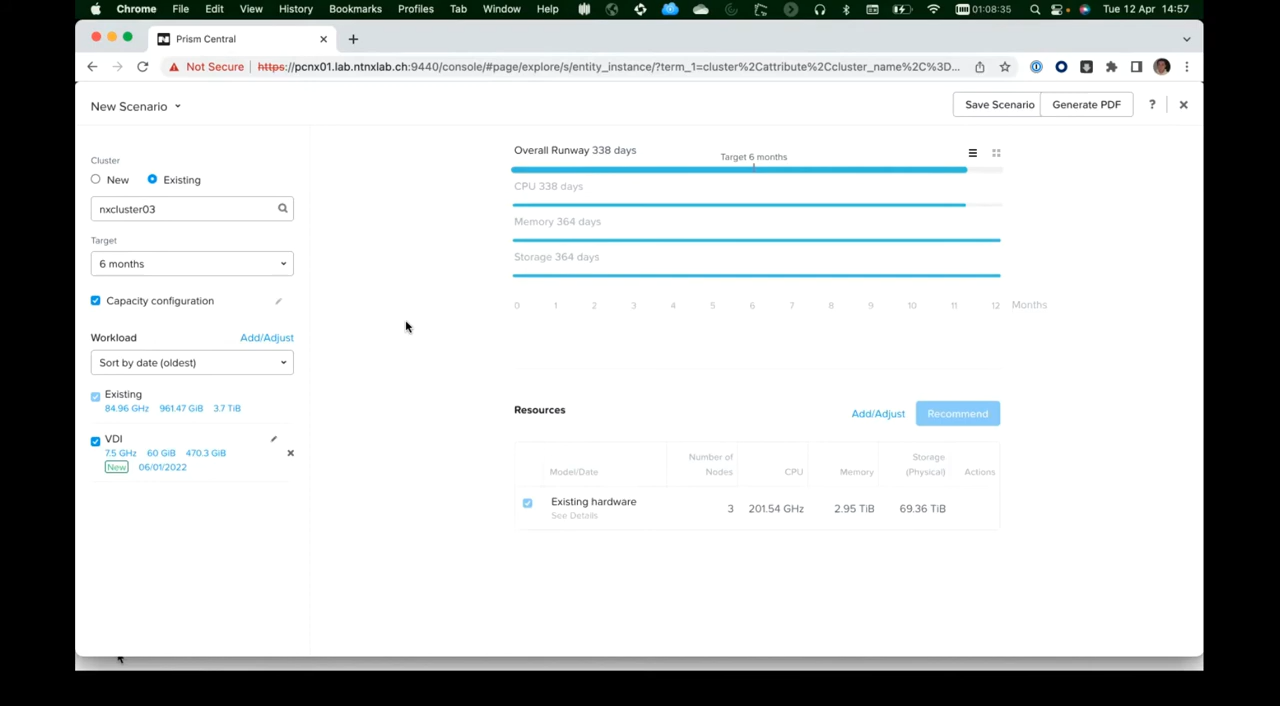 Chrome File Edit View History Bookmarks Profiles Tab Window Help 01:08:35 Tue 12 Apr 14:57
Prism Central
Not Secure https://pcnx01.lab.ntnxlab.ch:9440/console/#page/explore/s/entity_instance/?term_1=cluster%2Cattribute%2Ccluster_name%2C%3D...
New Scenario
Save Scenario
Generate PDF
?
Cluster
New
Existing
nxcluster03
Target
6 months
Capacity configuration
Workload
Add/Adjust
Sort by date (oldest)
Existing
84.96 GHz 961.47 GiB 3.7 TiB
VDI
7.5 GHz 60 GiB 470.3 GiB
New 06/01/2022
Overall Runway 338 days
Target 6 months
CPU 338 days
Memory 364 days
Storage 364 days
0 1 2 3 4 5 6 7 8 9 10 11 12 Months
Resources
Add/Adjust
Recommend
Model/Date
Number of
Nodes
CPU
Memory
Storage
(Physical)
Actions
Existing hardware
See Details
3 201.54 GHz 2.95 TiB 69.36 TiB